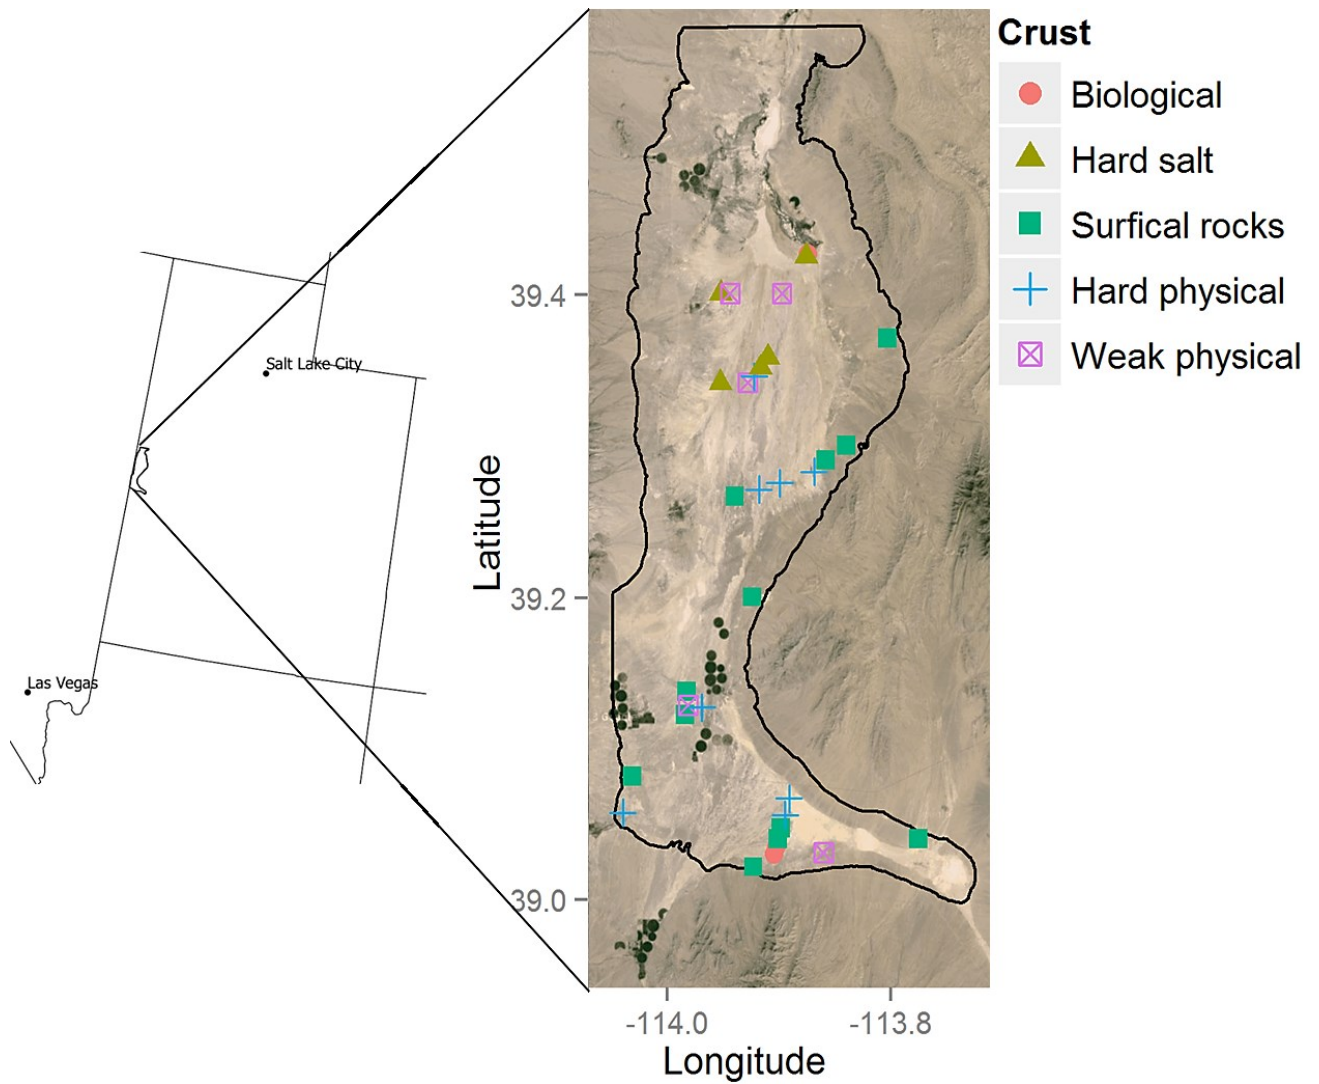 Crust
Biological
Hard salt
Surfical rocks
Hard physical
Weak physical
Salt Lake City
Las Vegas
Latitude
39.4
39.2
39.0
-114.0
-113.8
Longitude